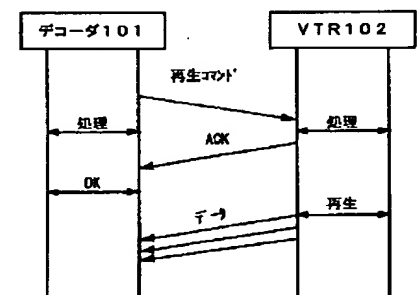 デコーダ101
VTR102
再生コマンド
処理
処理
ACK
OK
再生
データ